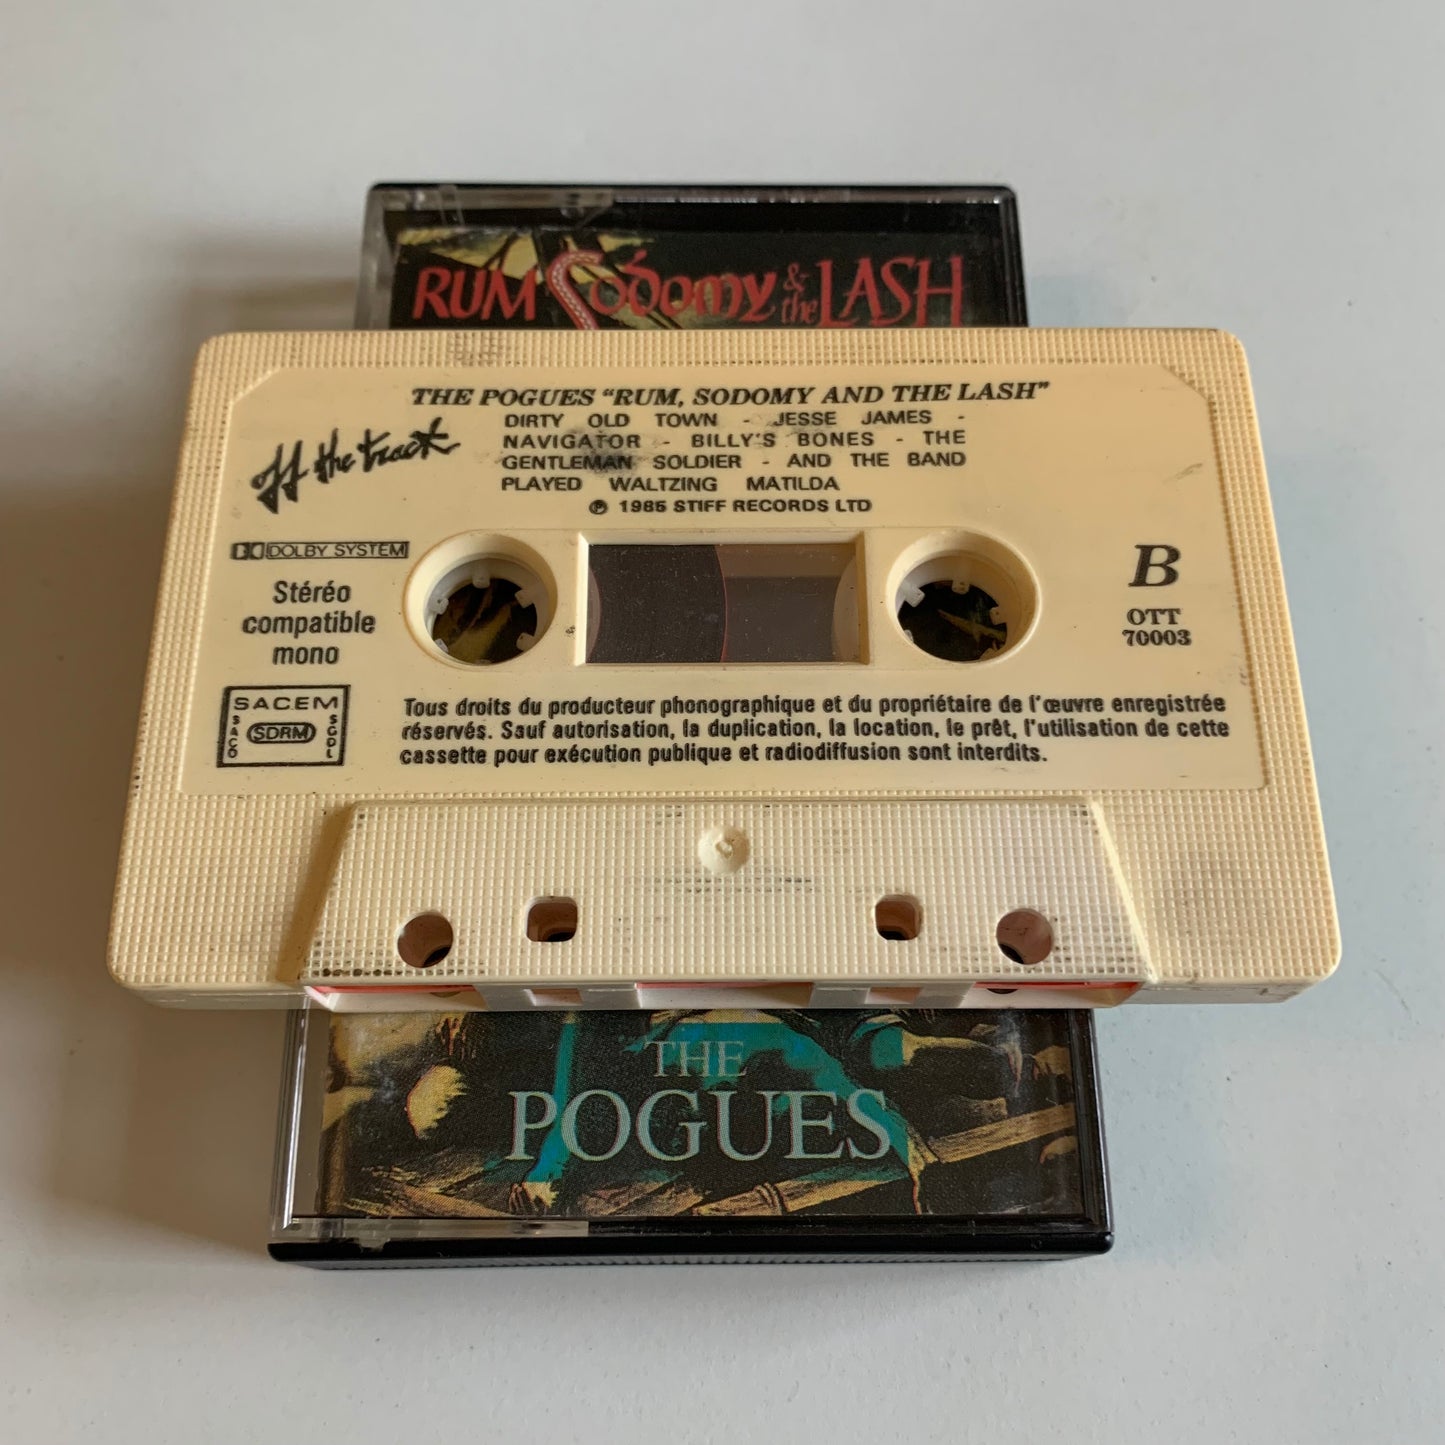 RUM Sodomy & the LASH
THE POGUES "RUM, SODOMY AND THE LASH"
DIRTY OLD TOWN - JESSE JAMES -
NAVIGATOR - BILLY'S BONES - THE
GENTLEMAN SOLDIER - AND THE BAND
PLAYED WALTZING MATILDA
℗ 1985 STIFF RECORDS LTD
off the track
DOLBY SYSTEM
Stéréo
compatible
mono
B
OTT
70003
SACEM
SACD
SDRM
SGDL
Tous droits du producteur phonographique et du propriétaire de l'œuvre enregistrée
réservés. Sauf autorisation, la duplication, la location, le prêt, l'utilisation de cette
cassette pour exécution publique et radiodiffusion sont interdits.
THE
POGUES